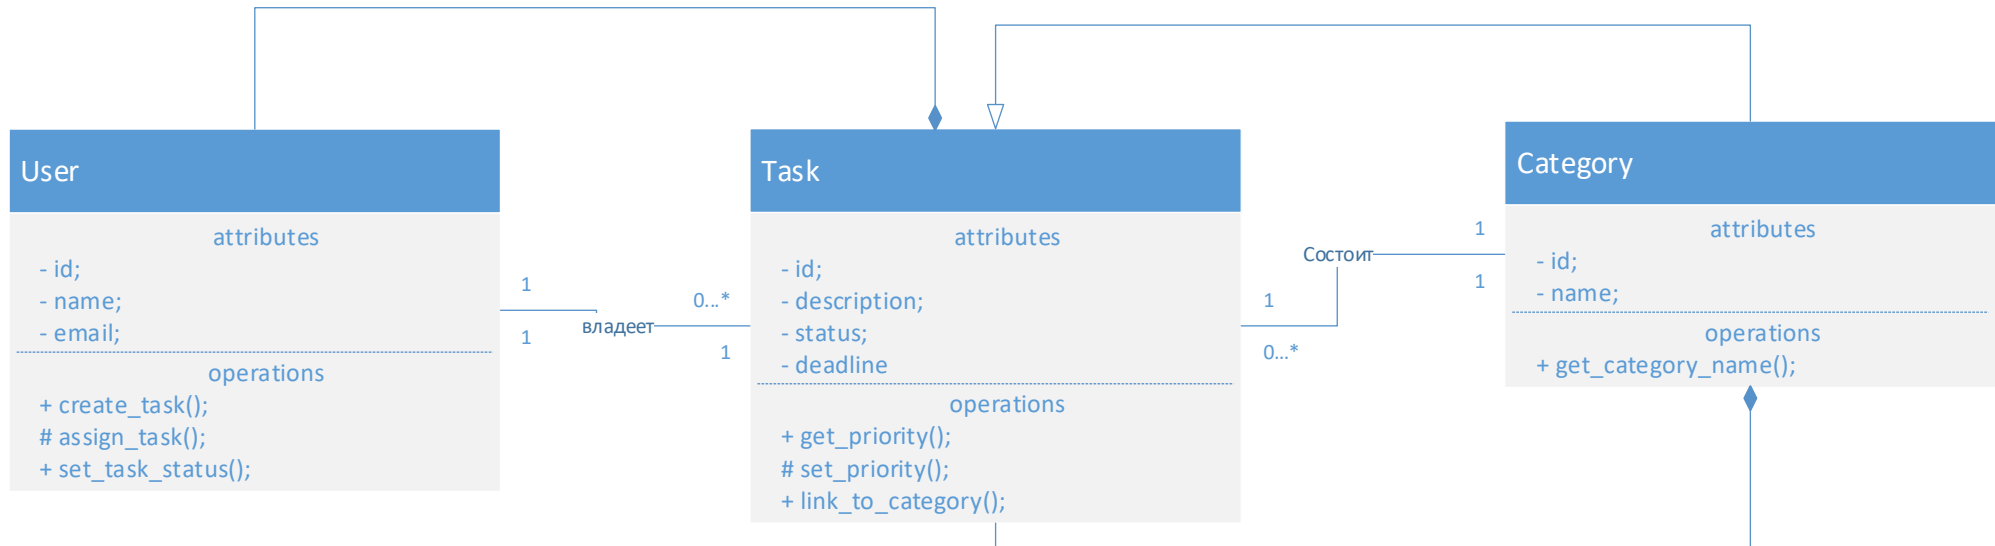 User
attributes
- id;
- name;
- email;
operations
+ create_task();
# assign_task();
+ set_task_status();
1
1
владеет
0...*
1
Task
attributes
- id;
- description;
- status;
- deadline
operations
+ get_priority();
# set_priority();
+ link_to_category();
1
0...*
Состоит
1
1
Category
attributes
- id;
- name;
operations
+ get_category_name();